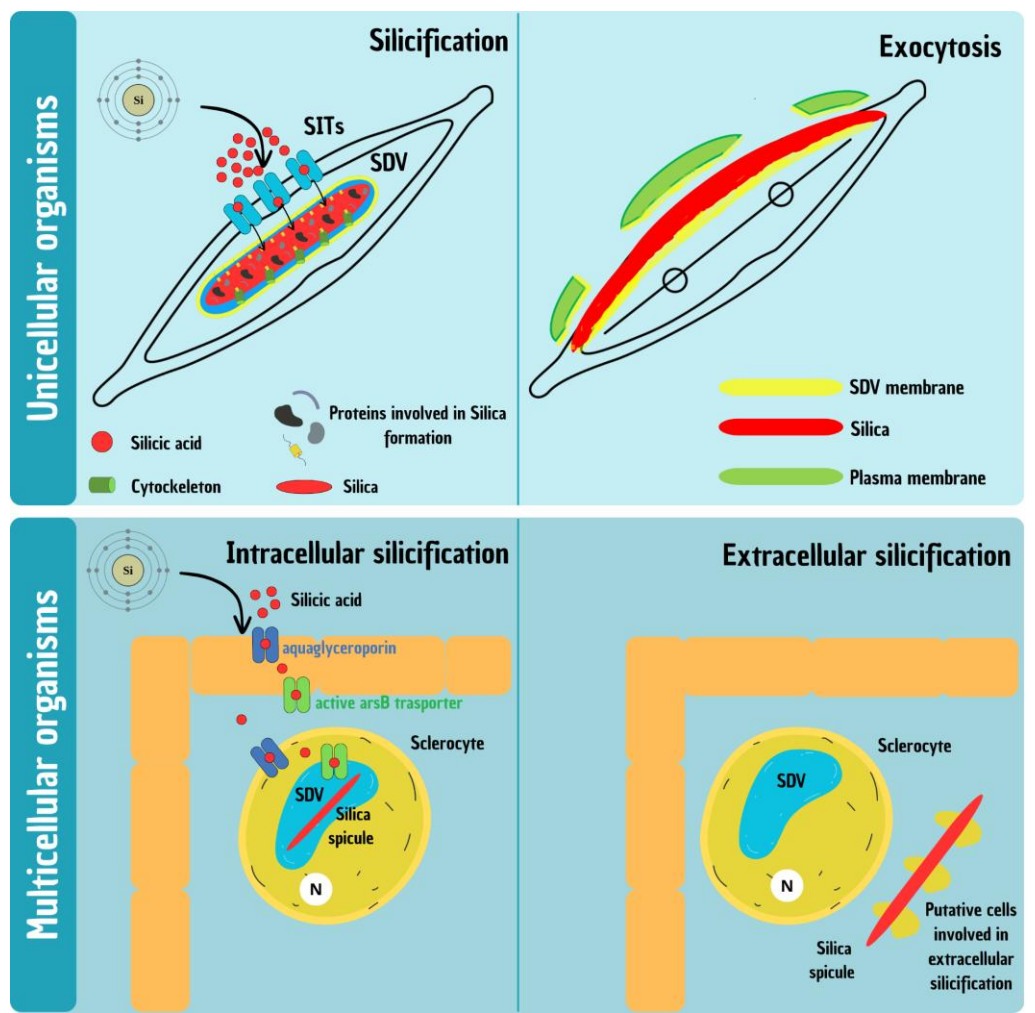 Unicellular organisms
Silicification
Si
SITs
SDV
Silicic acid
Cytockeleton
Proteins involved in Silica
formation
Silica
Exocytosis
SDV membrane
Silica
Plasma membrane
Multicellular organisms
Intracellular silicification
Si
Silicic acid
aquaglyceroporin
active arsB trasporter
Sclerocyte
SDV
Silica
spicule
N
Extracellular silicification
Sclerocyte
SDV
N
Silica
spicule
Putative cells
involved in
extracellular
silicification